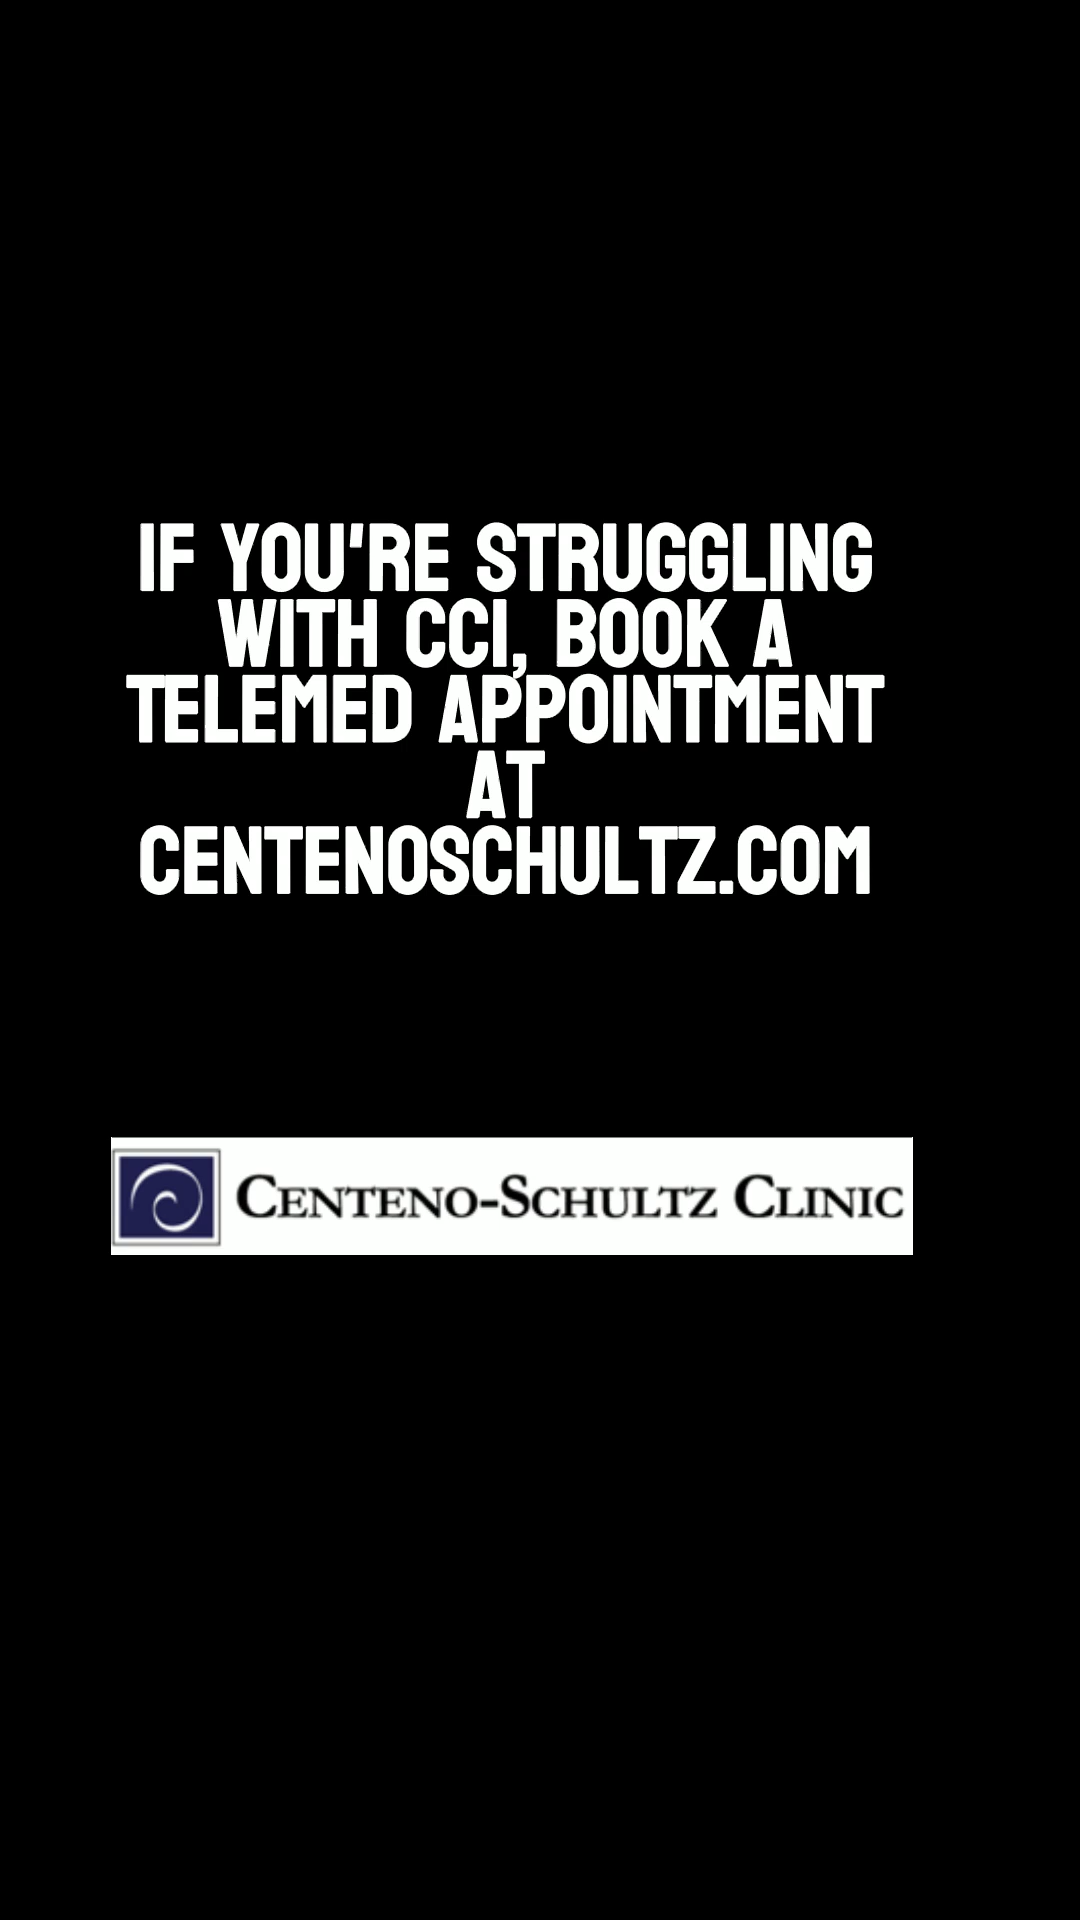 IF YOU'RE STRUGGLING
WITH CCI, BOOK A
TELEMED APPOINTMENT
AT
CENTENOSCHULTZ.COM
CENTENO-SCHULTZ CLINIC